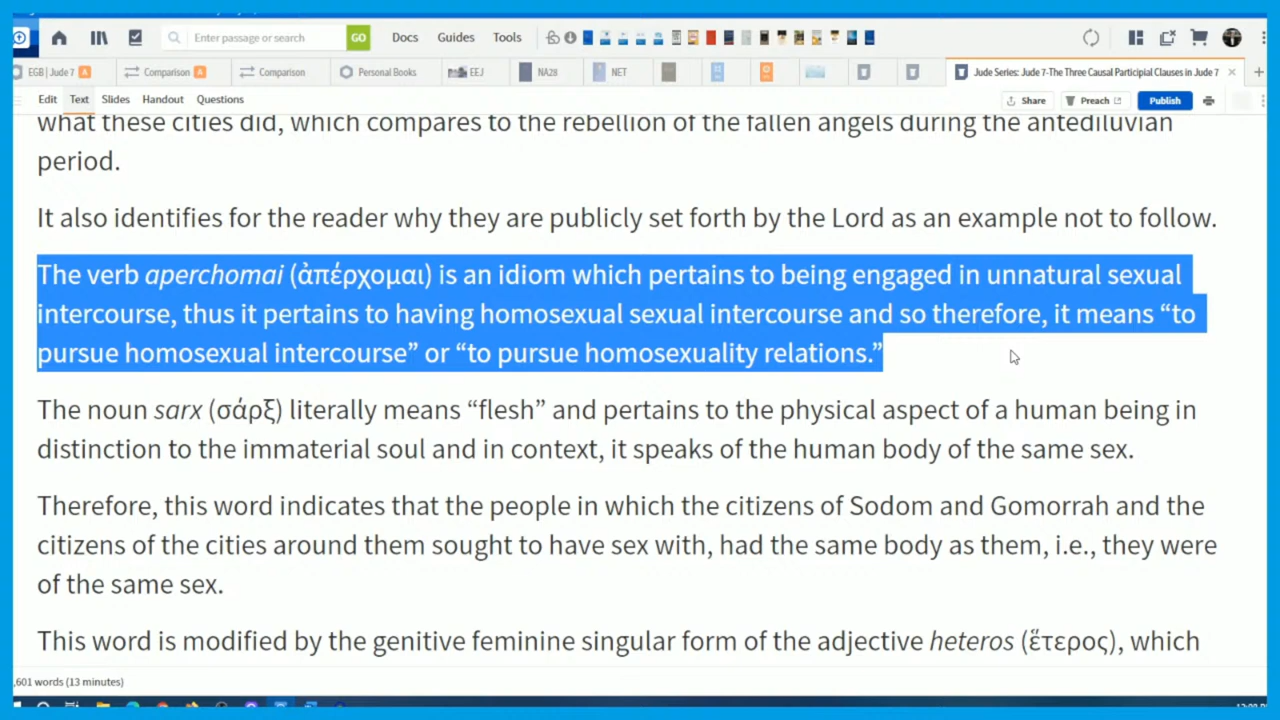 Enter passage or search
GO
Docs
Guides
Tools
EGB | Jude 7
A
Comparison
A
Comparison
Personal Books
EEJ
NA28
NET
Jude Series: Jude 7-The Three Causal Participial Clauses in Jude 7
Edit
Text
Slides
Handout
Questions
Share
Preach
Publish
what these cities did, which compares to the rebellion of the fallen angels during the antediluvian
period.
It also identifies for the reader why they are publicly set forth by the Lord as an example not to follow.
The verb aperchomai (ἀπέρχομαι) is an idiom which pertains to being engaged in unnatural sexual
intercourse, thus it pertains to having homosexual sexual intercourse and so therefore, it means “to
pursue homosexual intercourse” or “to pursue homosexuality relations.”
The noun sarx (σάρξ) literally means “flesh” and pertains to the physical aspect of a human being in
distinction to the immaterial soul and in context, it speaks of the human body of the same sex.
Therefore, this word indicates that the people in which the citizens of Sodom and Gomorrah and the
citizens of the cities around them sought to have sex with, had the same body as them, i.e., they were
of the same sex.
This word is modified by the genitive feminine singular form of the adjective heteros (ἕτερος), which
,601 words (13 minutes)